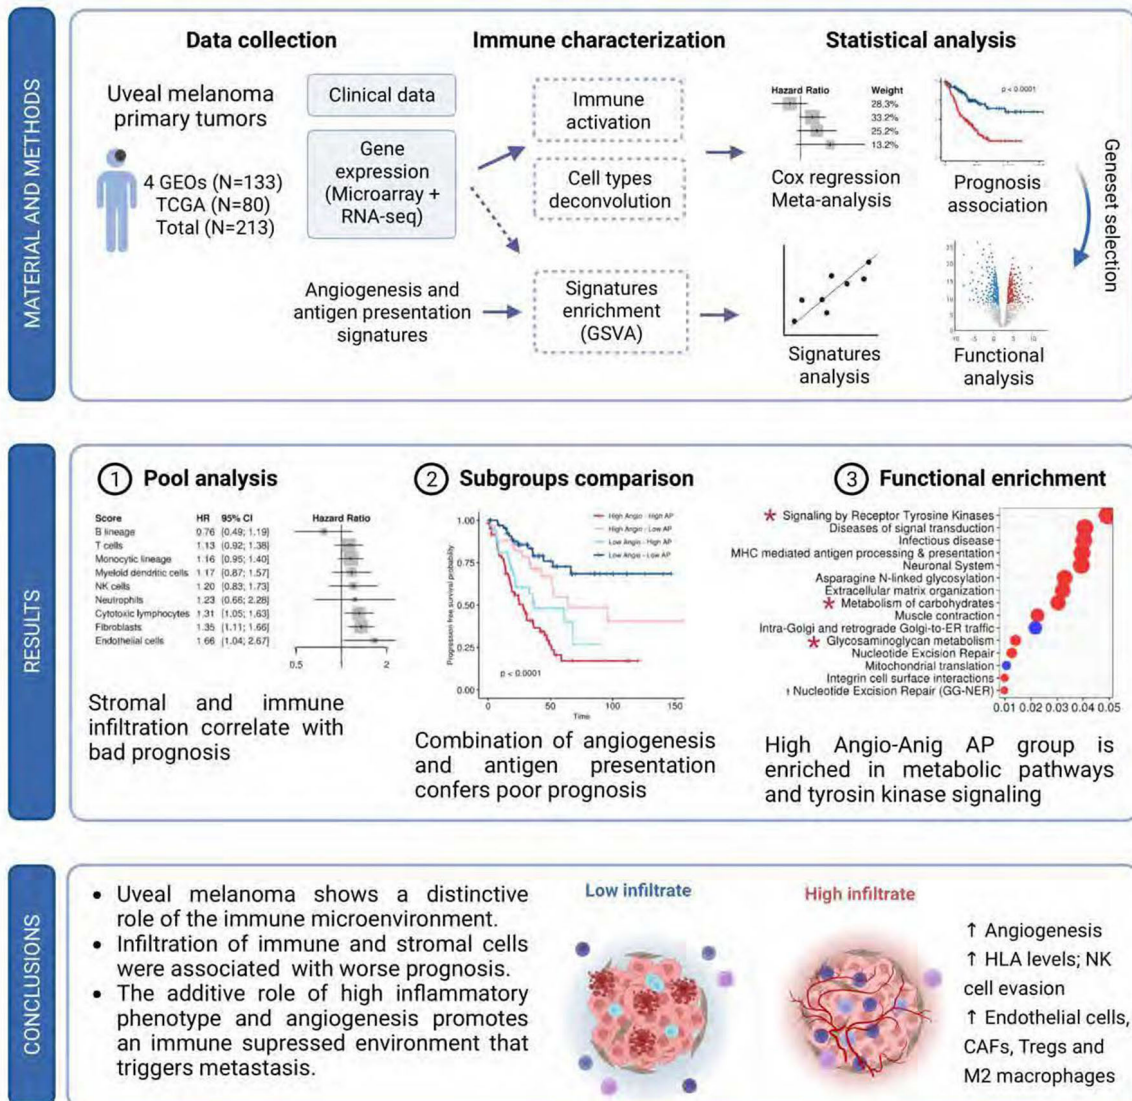 MATERIAL AND METHODS
Data collection
Immune characterization
Statistical analysis
Uveal melanoma
primary tumors
4 GEOs (N=133)
TCGA (N=80)
Total (N=213)
Clinical data
Gene
expression
(Microarray +
RNA-seq)
Angiogenesis and
antigen presentation
signatures
Immune
activation
Cell types
deconvolution
Signatures
enrichment
(GSVA)
Hazard Ratio Weight
28.3%
33.2%
25.2%
13.2%
Cox regression
Meta-analysis
p < 0.0001
Prognosis
association
Geneset selection
Signatures
analysis
Functional
analysis
RESULTS
1 Pool analysis
Score HR 95% CI Hazard Ratio
B lineage 0.76 [0.49; 1.19]
T cells 1.13 [0.92; 1.38]
Monocytic lineage 1.16 [0.95; 1.40]
Myeloid dendritic cells 1.17 [0.87; 1.57]
NK cells 1.20 [0.83; 1.73]
Neutrophils 1.23 [0.66; 2.28]
Cytotoxic lymphocytes 1.31 [1.05; 1.63]
Fibroblasts 1.35 [1.11; 1.66]
Endothelial cells 1.66 [1.04; 2.67]
0.5 1 2
Stromal and immune
infiltration correlate with
bad prognosis
2 Subgroups comparison
High Angio - High AP
High Angio - Low AP
Low Angio - High AP
Low Angio - Low AP
Progression free survival probability
1.00
0.75
0.50
0.25
0.00
p < 0.0001
0 50 100 150
Time
Combination of angiogenesis
and antigen presentation
confers poor prognosis
3 Functional enrichment
* Signaling by Receptor Tyrosine Kinases
Diseases of signal transduction
Infectious disease
MHC mediated antigen processing & presentation
Neuronal System
Asparagine N-linked glycosylation
Extracellular matrix organization
* Metabolism of carbohydrates
Muscle contraction
Intra-Golgi and retrograde Golgi-to-ER traffic
* Glycosaminoglycan metabolism
Nucleotide Excision Repair
Mitochondrial translation
Integrin cell surface interactions
Nucleotide Excision Repair (GG-NER)
0.01 0.02 0.03 0.04 0.05
High Angio-Anig AP group is
enriched in metabolic pathways
and tyrosin kinase signaling
CONCLUSIONS
• Uveal melanoma shows a distinctive
role of the immune microenvironment.
• Infiltration of immune and stromal cells
were associated with worse prognosis.
• The additive role of high inflammatory
phenotype and angiogenesis promotes
an immune supressed environment that
triggers metastasis.
Low infiltrate
High infiltrate
↑ Angiogenesis
↑ HLA levels; NK
cell evasion
↑ Endothelial cells,
CAFs, Tregs and
M2 macrophages